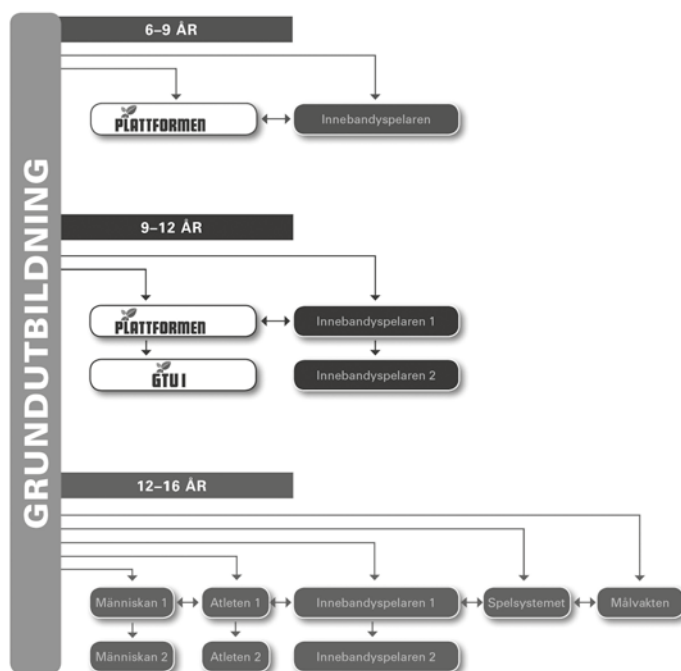 GRUNDUTBILDNING
6–9 ÅR
PLATTFORMEN
Innebandyspelaren
9–12 ÅR
PLATTFORMEN
Innebandyspelaren 1
GTU I
Innebandyspelaren 2
12–16 ÅR
Människan 1
Atleten 1
Innebandyspelaren 1
Spelsystemet
Målvakten
Människan 2
Atleten 2
Innebandyspelaren 2